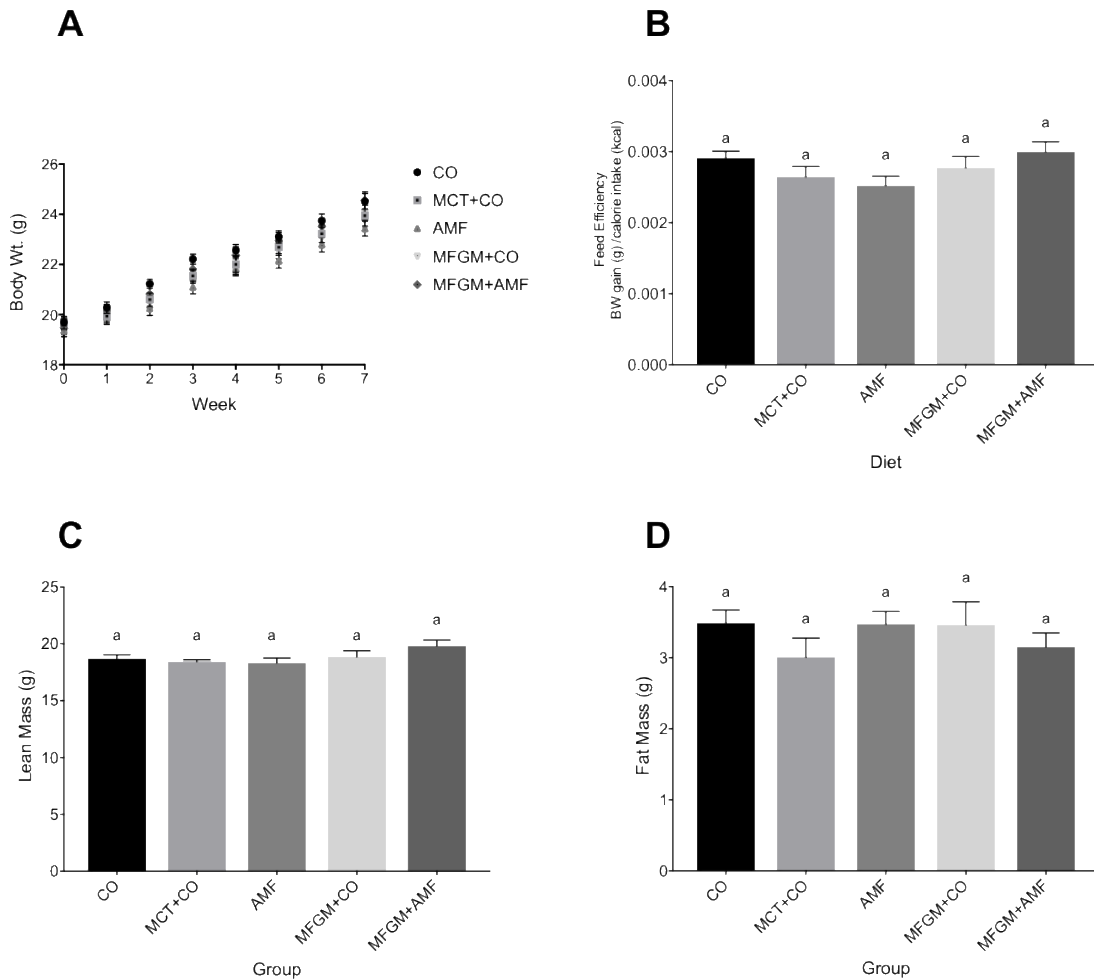 A
Body Wt. (g)
26
24
22
20
18
0 1 2 3 4 5 6 7
Week
CO
MCT+CO
AMF
MFGM+CO
MFGM+AMF
B
Feed Efficiency
BW gain (g) /calorie intake (kcal)
0.004
0.003
0.002
0.001
0.000
a a a a a
CO MCT+CO AMF MFGM+CO MFGM+AMF
Diet
C
Lean Mass (g)
25
20
15
10
5
0
a a a a a
CO MCT+CO AMF MFGM+CO MFGM+AMF
Group
D
Fat Mass (g)
4
3
2
1
0
a a a a a
CO MCT+CO AMF MFGM+CO MFGM+AMF
Group